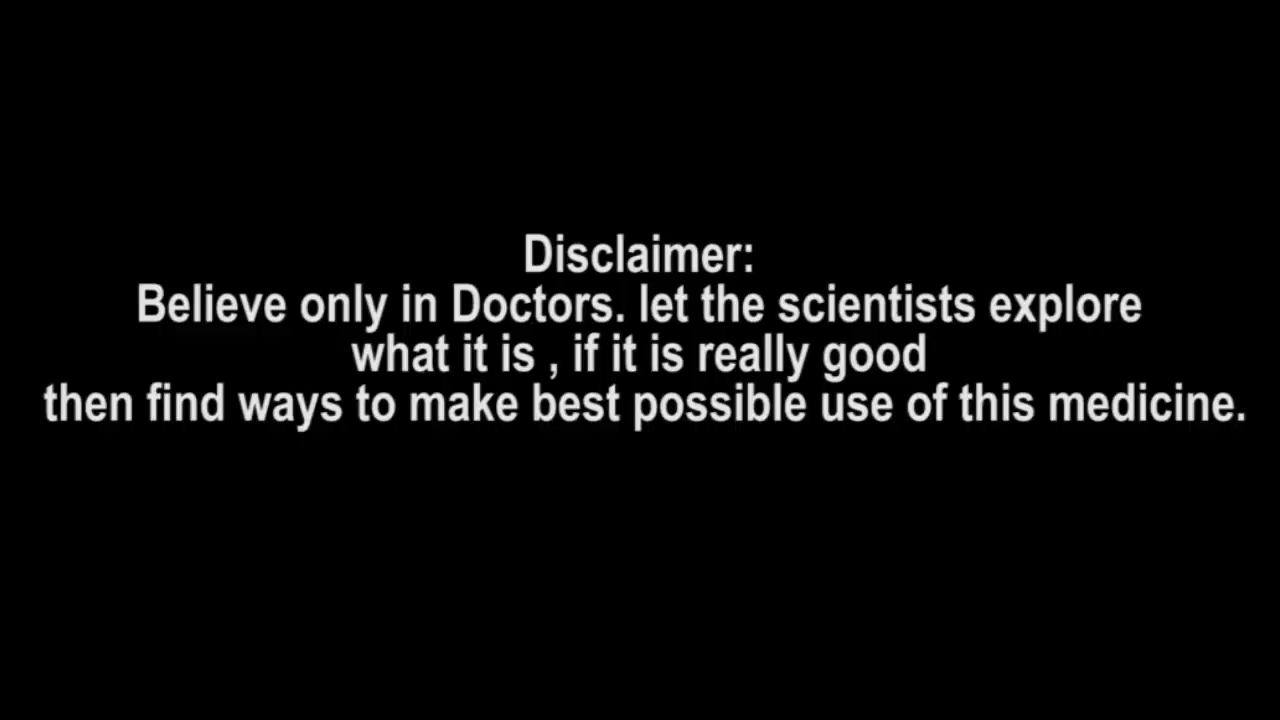 Disclaimer:
Believe only in Doctors. let the scientists explore
what it is , if it is really good
then find ways to make best possible use of this medicine.